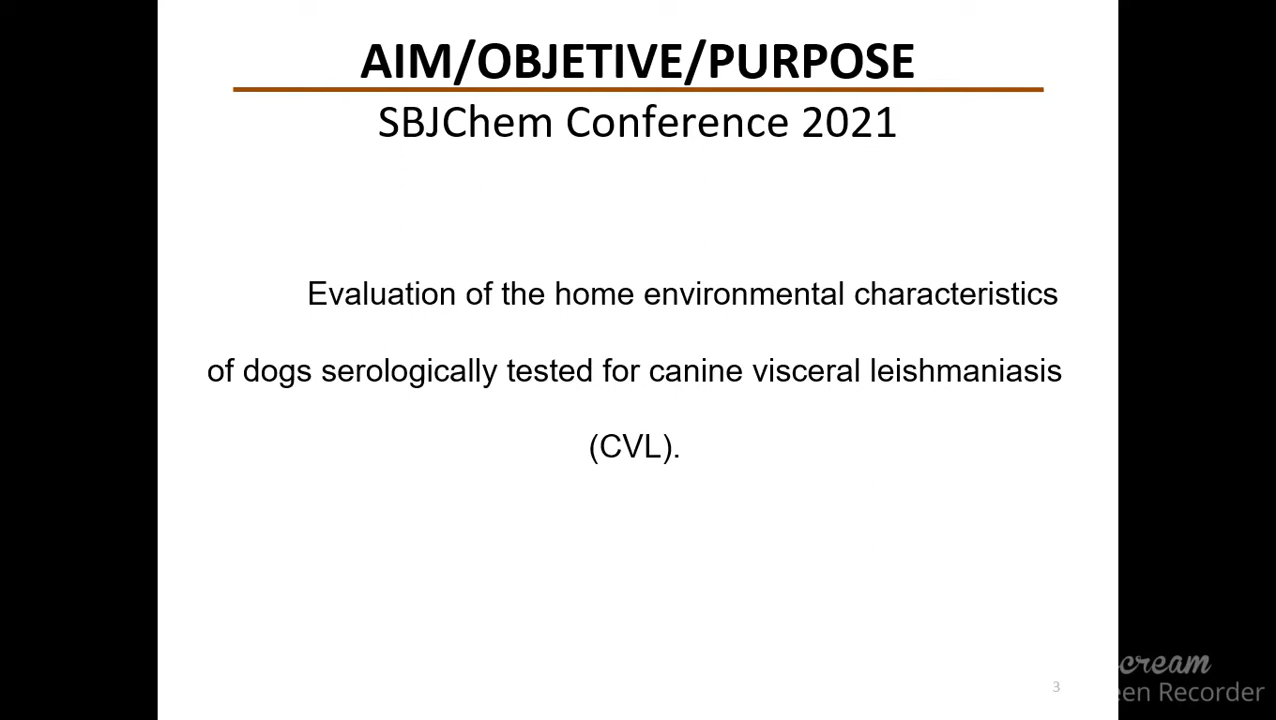 AIM/OBJETIVE/PURPOSE
SBJChem Conference 2021
Evaluation of the home environmental characteristics
of dogs serologically tested for canine visceral leishmaniasis
(CVL).
3
cream
een Recorder